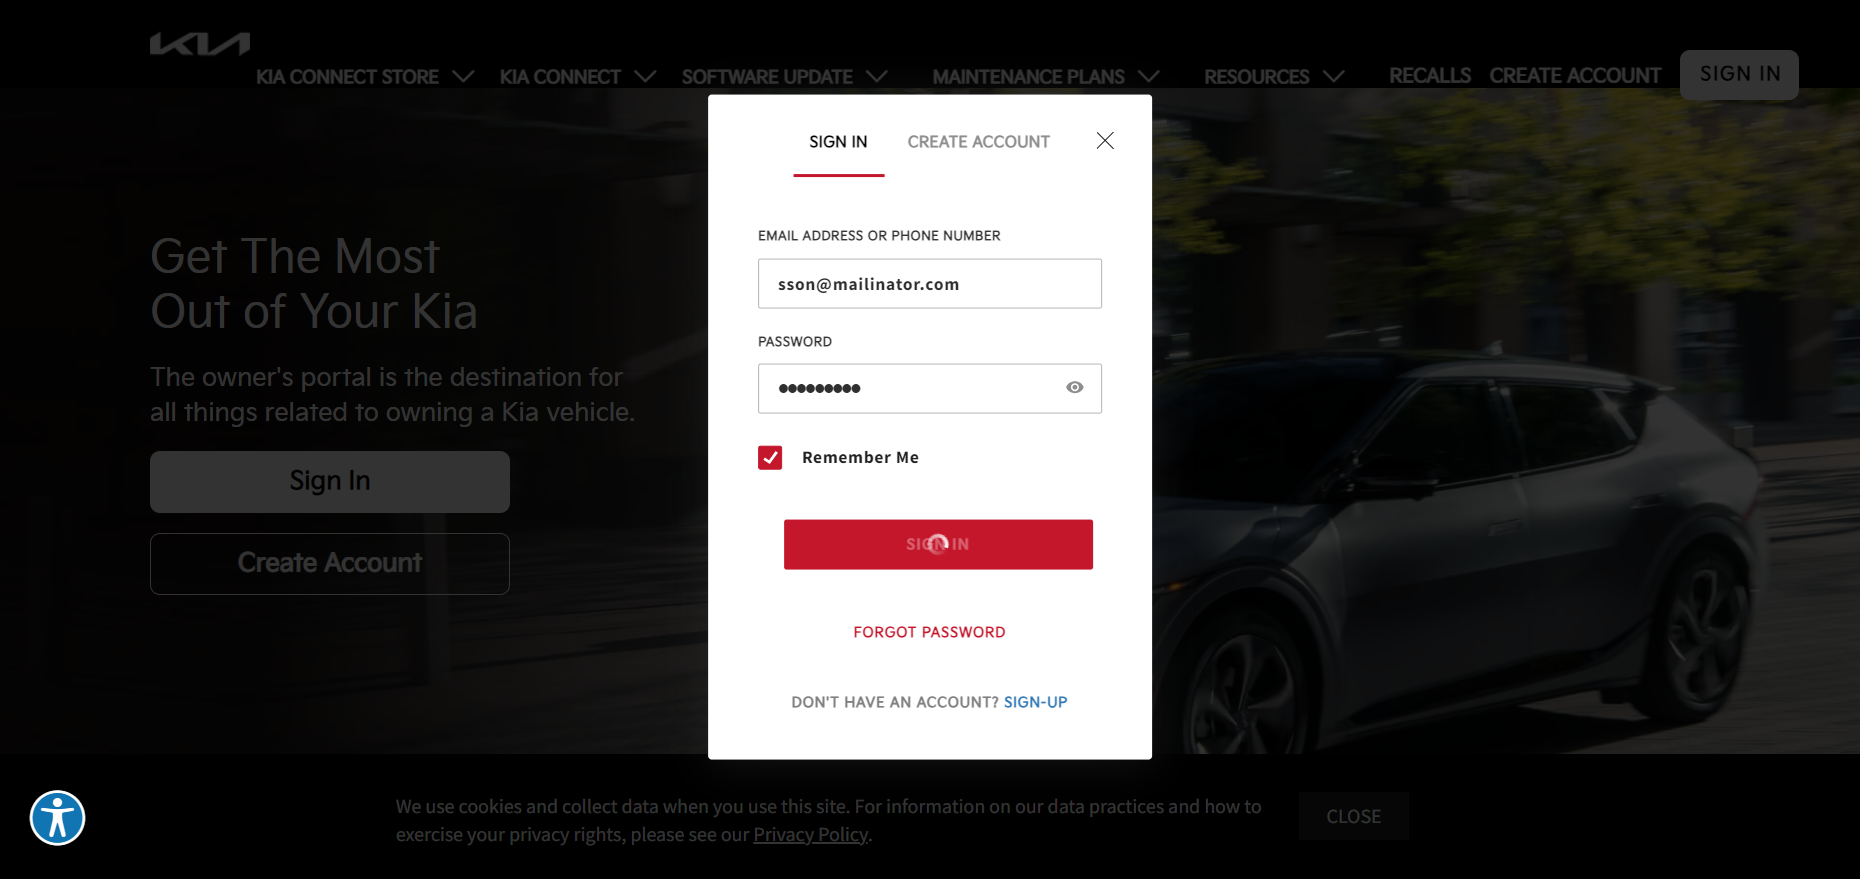 KIA
KIA CONNECT STORE KIA CONNECT SOFTWARE UPDATE MAINTENANCE PLANS RESOURCES RECALLS CREATE ACCOUNT SIGN IN
SIGN IN CREATE ACCOUNT
EMAIL ADDRESS OR PHONE NUMBER
sson@mailinator.com
PASSWORD
Remember Me
SIGN IN
FORGOT PASSWORD
DON'T HAVE AN ACCOUNT? SIGN-UP
Get The Most
Out of Your Kia
The owner's portal is the destination for
all things related to owning a Kia vehicle.
Sign In
Create Account
We use cookies and collect data when you use this site. For information on our data practices and how to
exercise your privacy rights, please see our Privacy Policy.
CLOSE